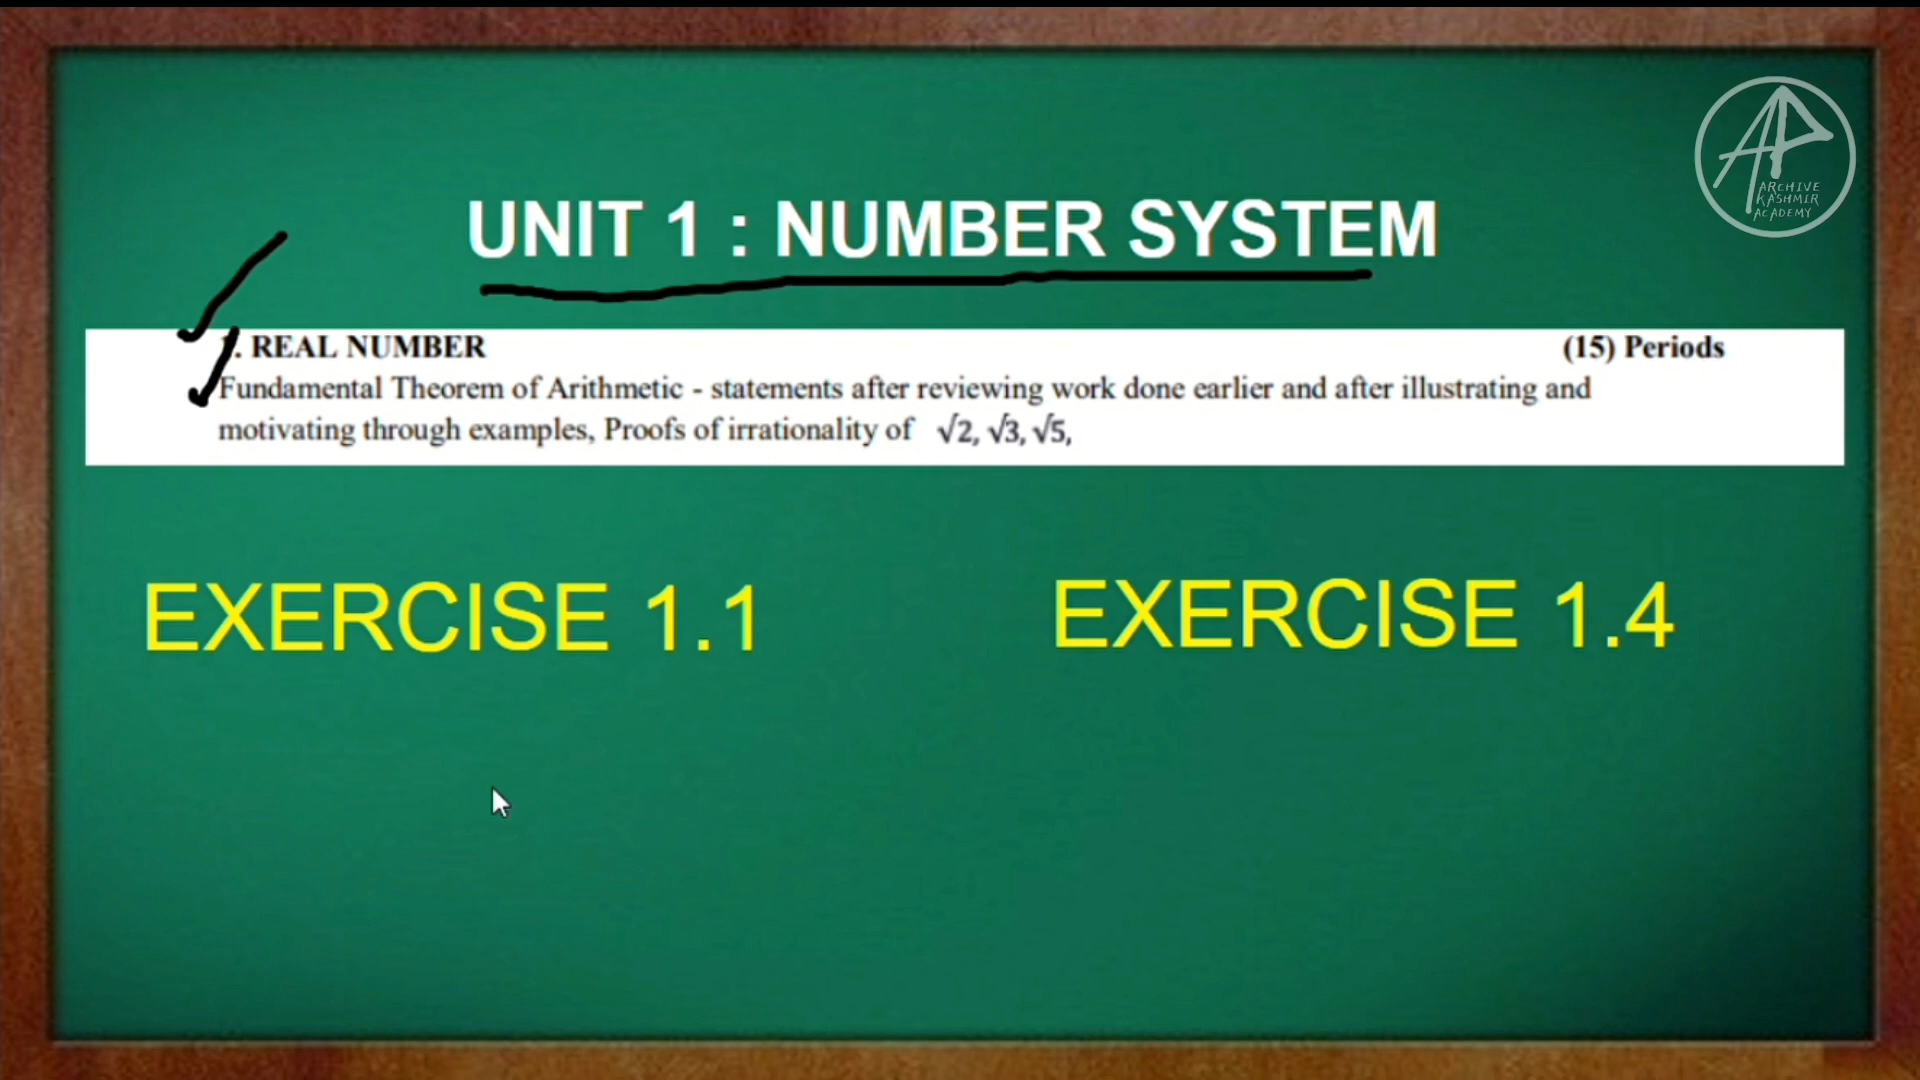 ARCHIVE
KASHMIR
ACADEMY
UNIT 1 : NUMBER SYSTEM
. REAL NUMBER (15) Periods
Fundamental Theorem of Arithmetic - statements after reviewing work done earlier and after illustrating and
motivating through examples, Proofs of irrationality of √2, √3, √5,
EXERCISE 1.1 EXERCISE 1.4